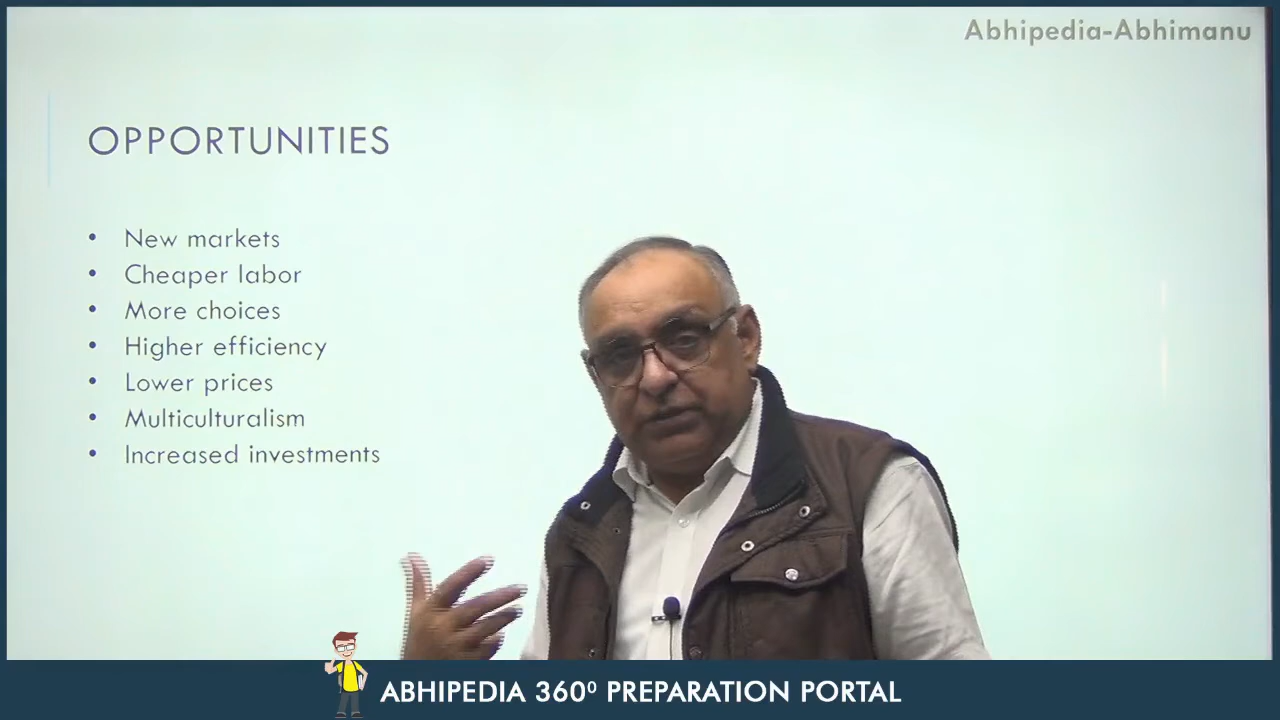 Abhipedia-Abhimanu
OPPORTUNITIES
• New markets
• Cheaper labor
• More choices
• Higher efficiency
• Lower prices
• Multiculturalism
• Increased investments
ABHIPEDIA 360⁰ PREPARATION PORTAL